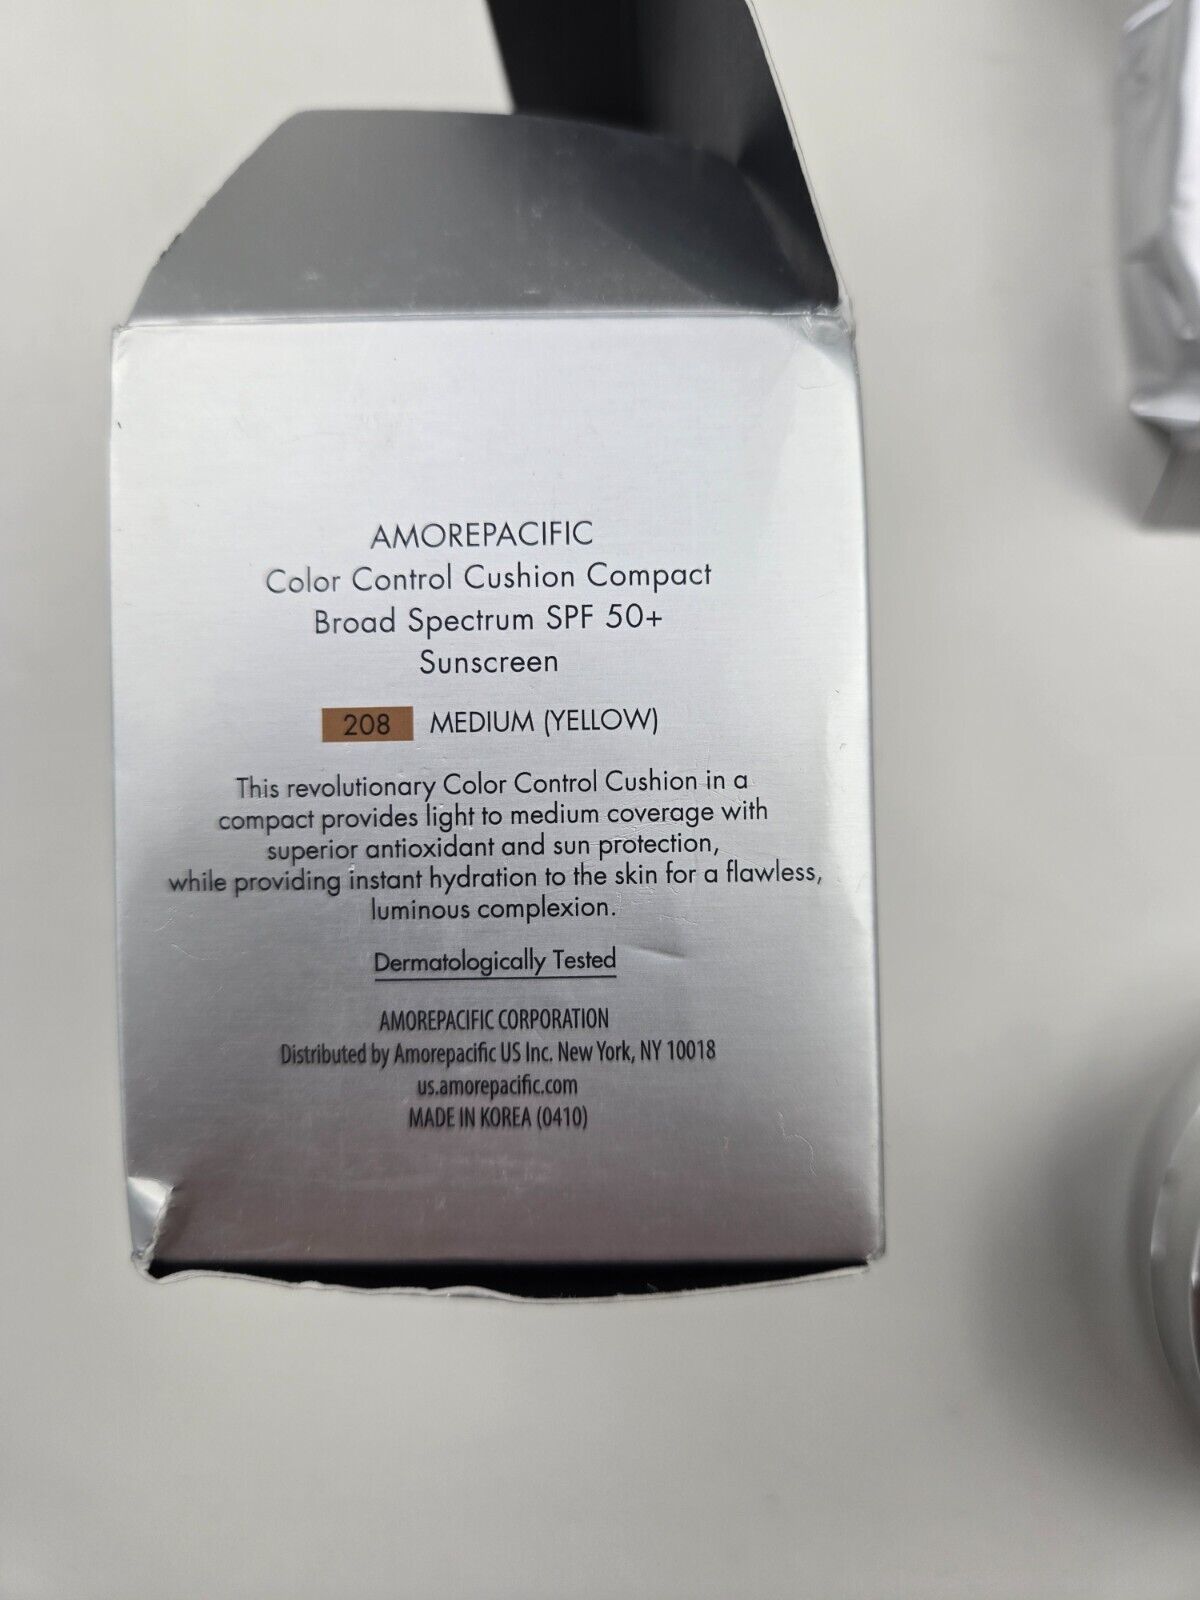 AMOREPACIFIC
Color Control Cushion Compact
Broad Spectrum SPF 50+
Sunscreen
208 MEDIUM (YELLOW)
This revolutionary Color Control Cushion in a
compact provides light to medium coverage with
superior antioxidant and sun protection,
while providing instant hydration to the skin for a flawless,
luminous complexion.
Dermatologically Tested
AMOREPACIFIC CORPORATION
Distributed by Amorepacific US Inc. New York, NY 10018
us.amorepacific.com
MADE IN KOREA (0410)